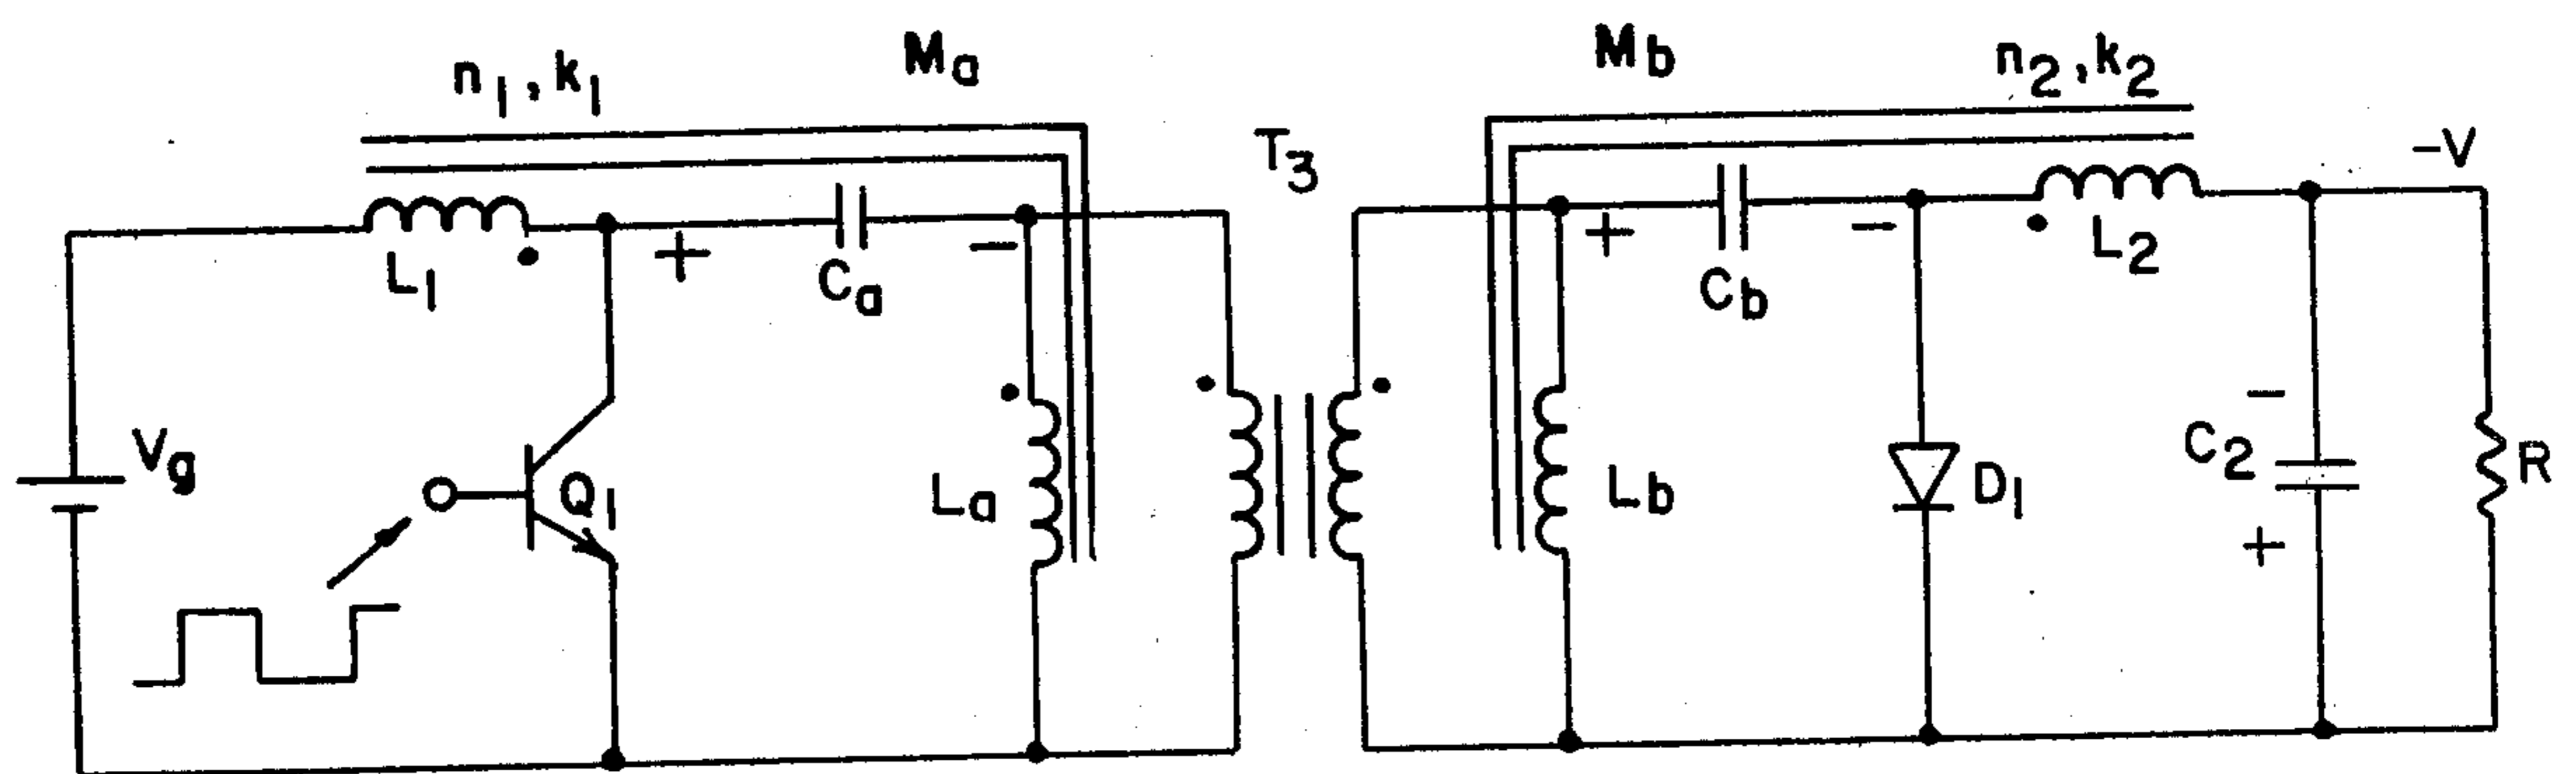 n1, k1
Ma
Mb
n2, k2
T3
-V
L1
+
Ca
-
+
Cb
-
L2
Vg
Q1
La
Lb
D1
-
C2
+
R